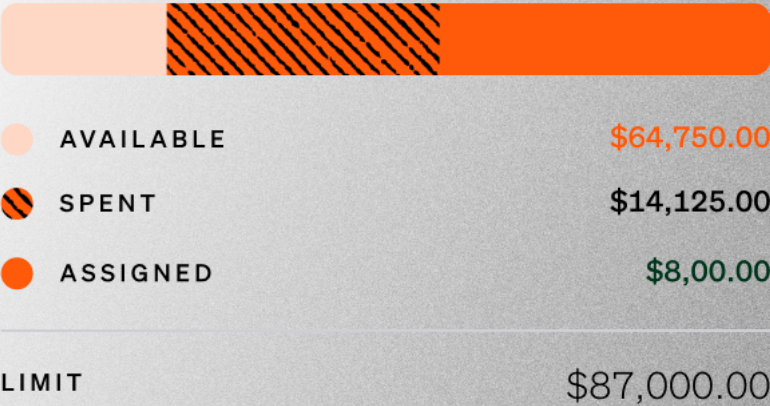 AVAILABLE $64,750.00
SPENT $14,125.00
ASSIGNED $8,00.00
LIMIT $87,000.00